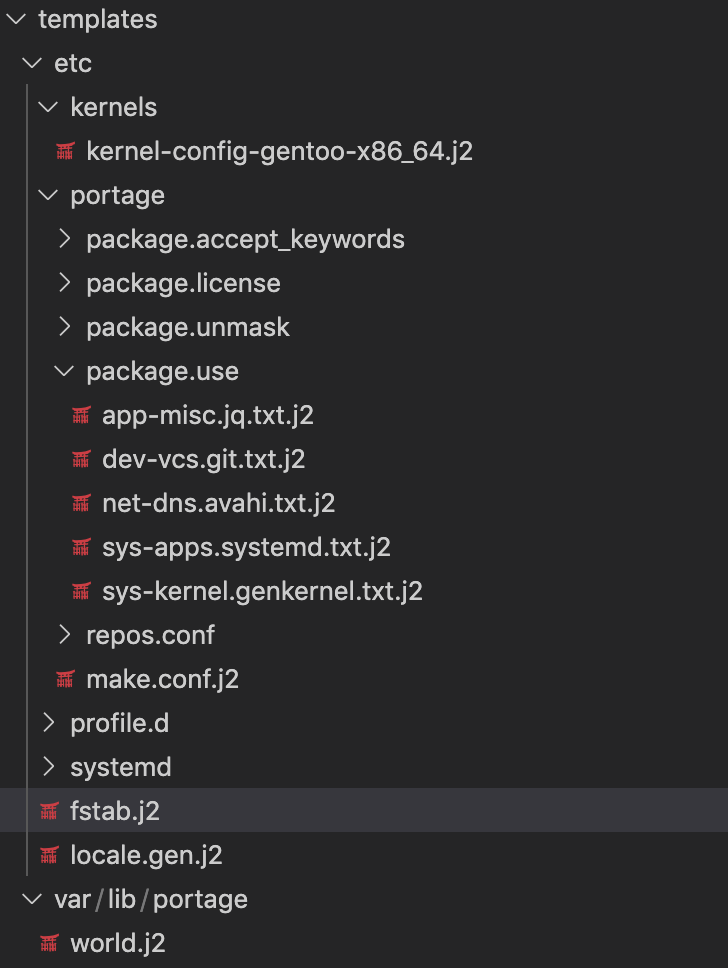 templates
etc
kernels
kernel-config-gentoo-x86_64.j2
portage
package.accept_keywords
package.license
package.unmask
package.use
app-misc.jq.txt.j2
dev-vcs.git.txt.j2
net-dns.avahi.txt.j2
sys-apps.systemd.txt.j2
sys-kernel.genkernel.txt.j2
repos.conf
make.conf.j2
profile.d
systemd
fstab.j2
locale.gen.j2
var/lib/portage
world.j2